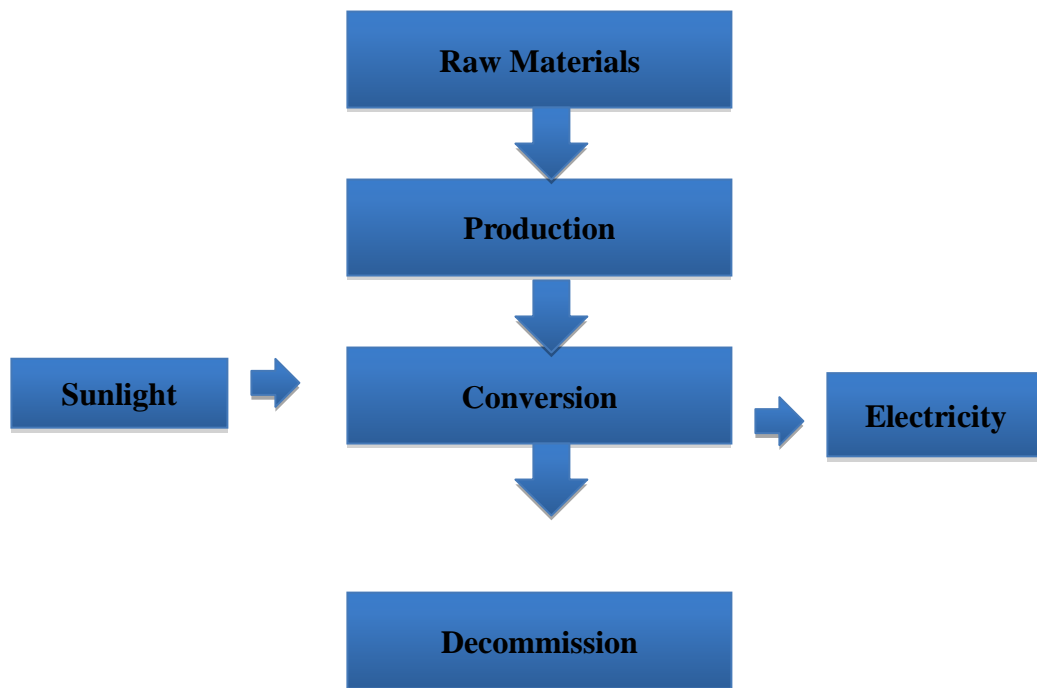 Raw Materials
Production
Sunlight
Conversion
Electricity
Decommission